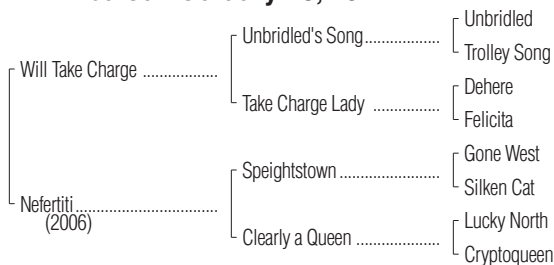 Unbridled
Unbridled's Song
Trolley Song
Will Take Charge
Dehere
Take Charge Lady
Felicita
Gone West
Speightstown
Silken Cat
Nefertiti
(2006)
Lucky North
Clearly a Queen
Cryptoqueen